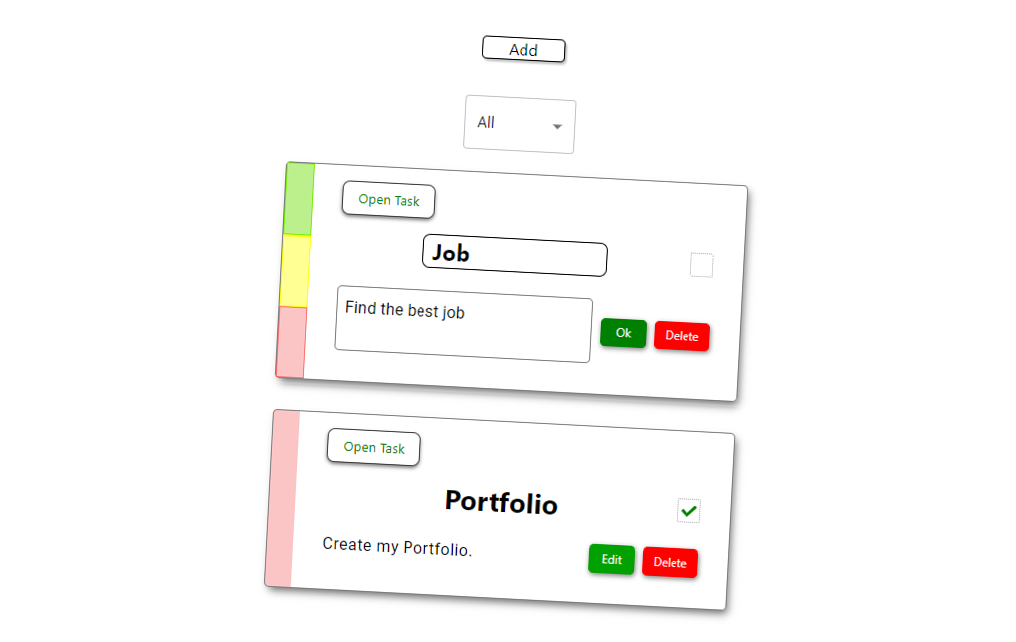 Add
All
Open Task
Job
Find the best job
Ok
Delete
Open Task
Portfolio
Create my Portfolio.
Edit
Delete